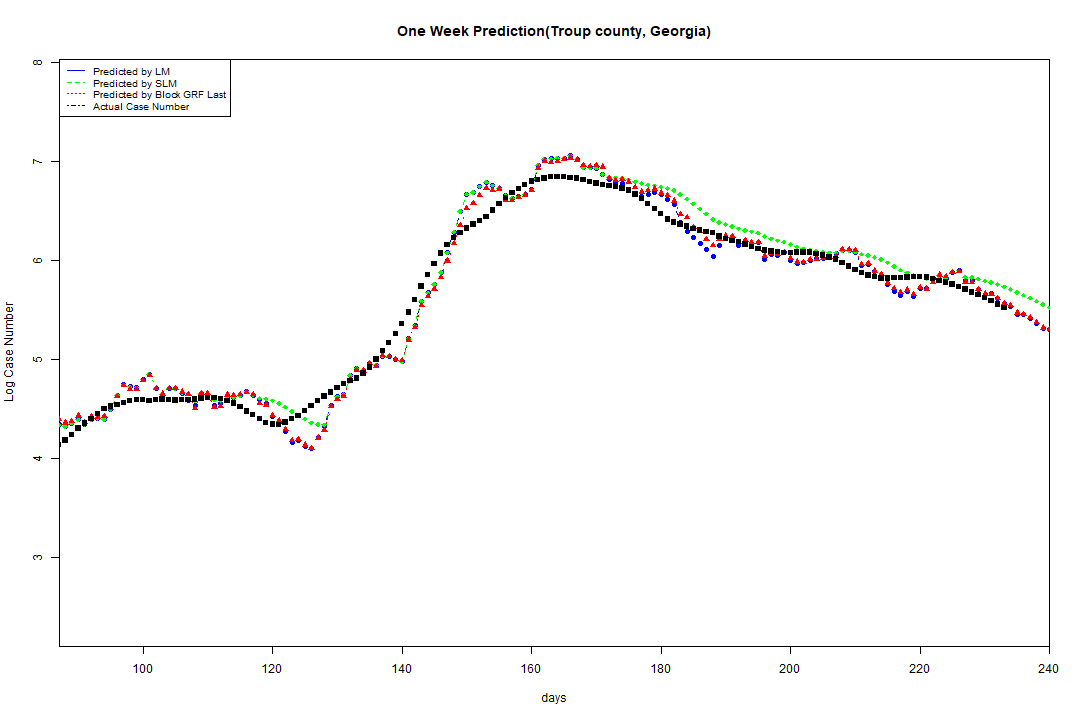 One Week Prediction(Troup county, Georgia)
Predicted by LM
Predicted by SLM
Predicted by Block GRF Last
Actual Case Number
8
7
6
5
4
3
Log Case Number
100 120 140 160 180 200 220 240
days